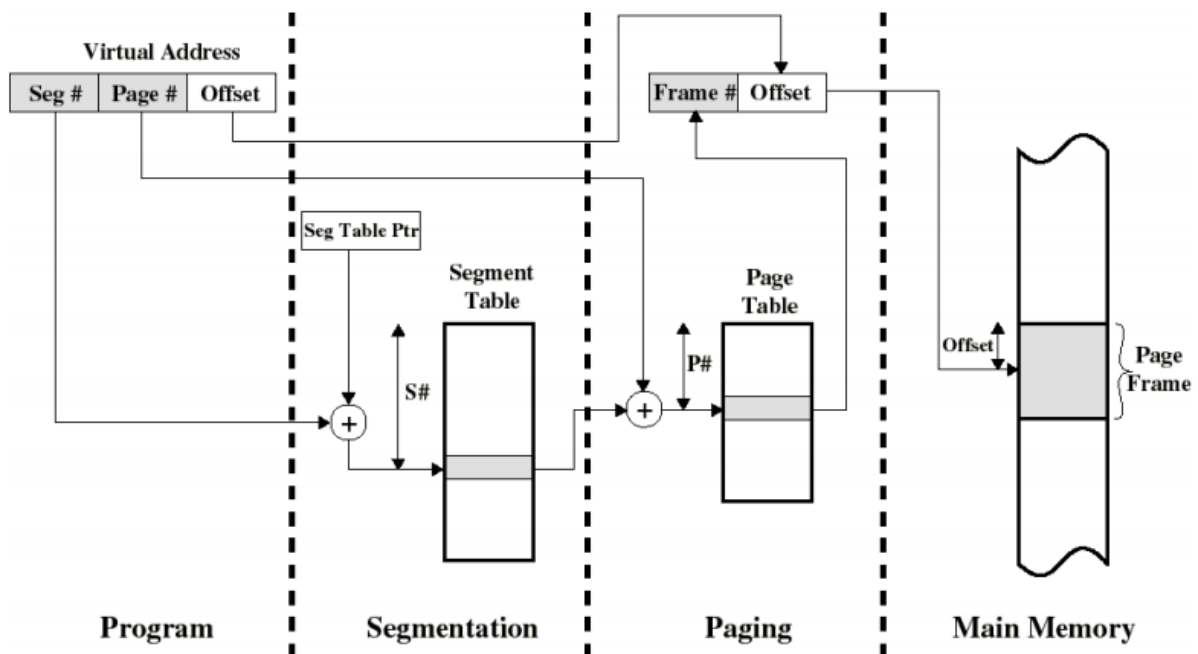 Virtual Address
Seg # Page # Offset
Frame # Offset
Seg Table Ptr
Segment
Table
S#
Page
Table
P#
Offset
Page
Frame
+
+
Program Segmentation Paging Main Memory